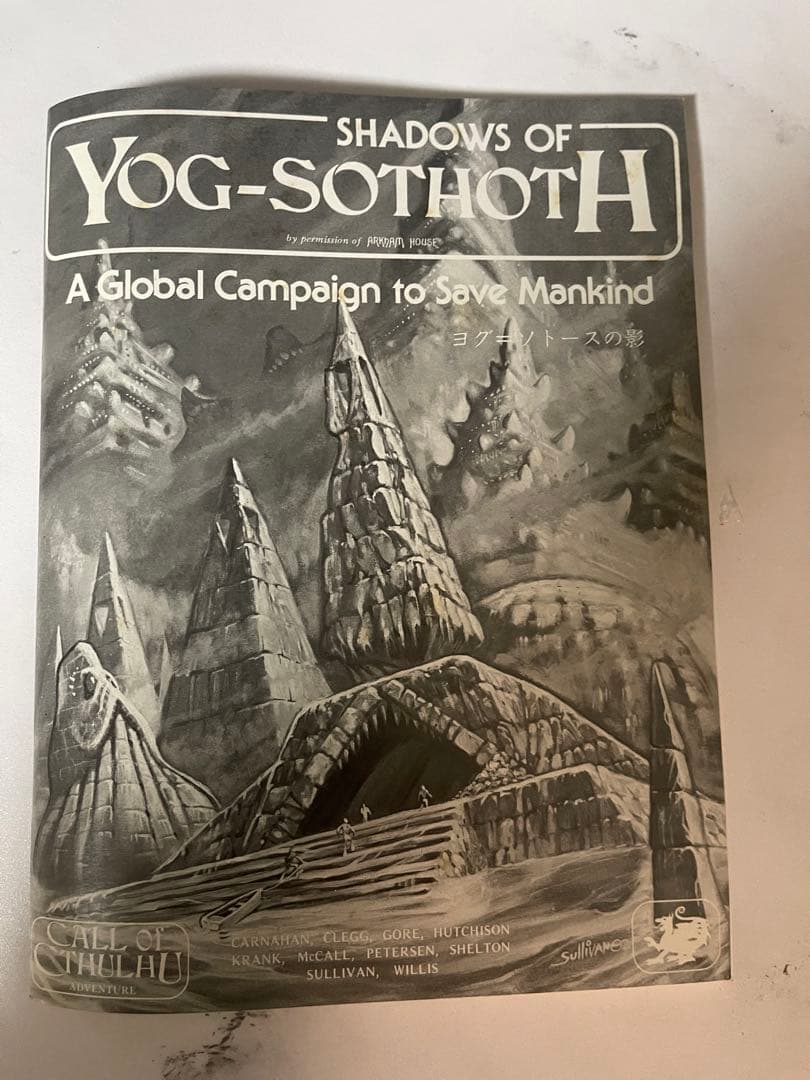 SHADOWS OF
YOG-SOTHOTH
by permission of ARKHAM HOUSE
A Global Campaign to Save Mankind
ヨグ=ソトースの影
CALL of
CTHULHU
ADVENTURE
CARNAHAN, CLEGG, GORE, HUTCHISON
KRANK, McCALL, PETERSEN, SHELTON
SULLIVAN, WILLIS
Sullivan